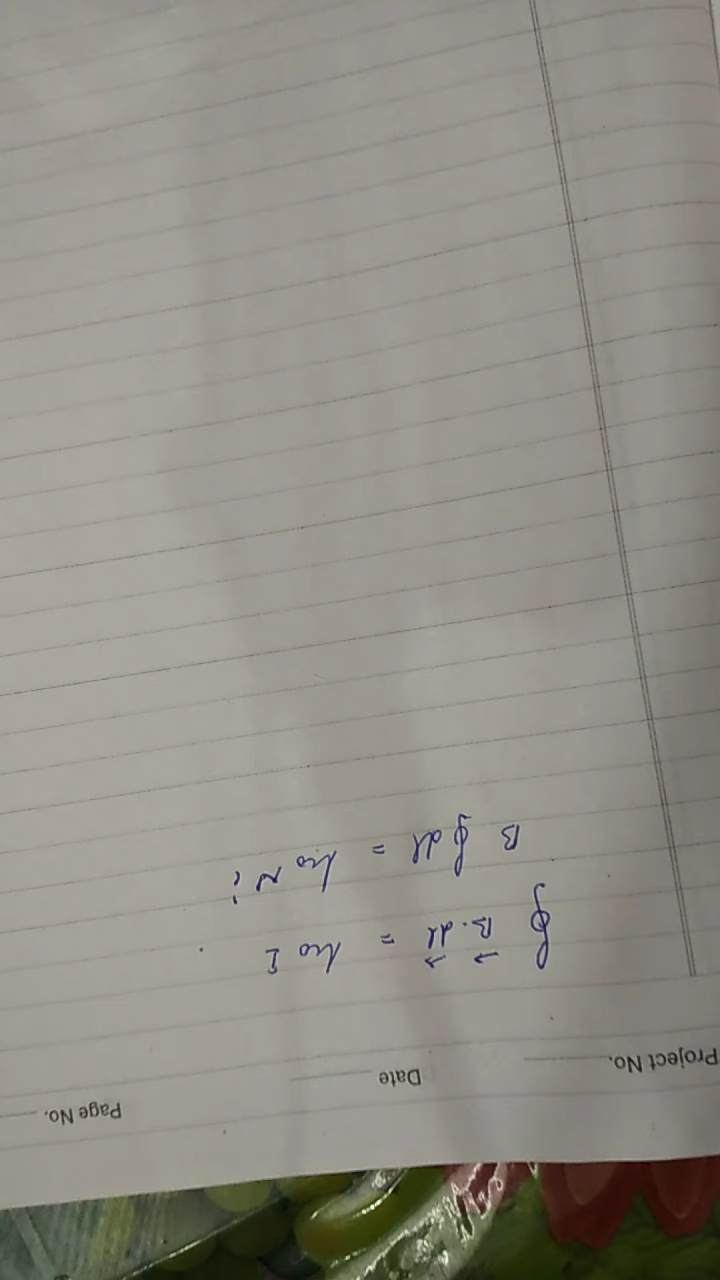 Project No. Date Page No.
∮ B⃗.dl⃗ = μ₀ I
B ∮ dl = μ₀ N i